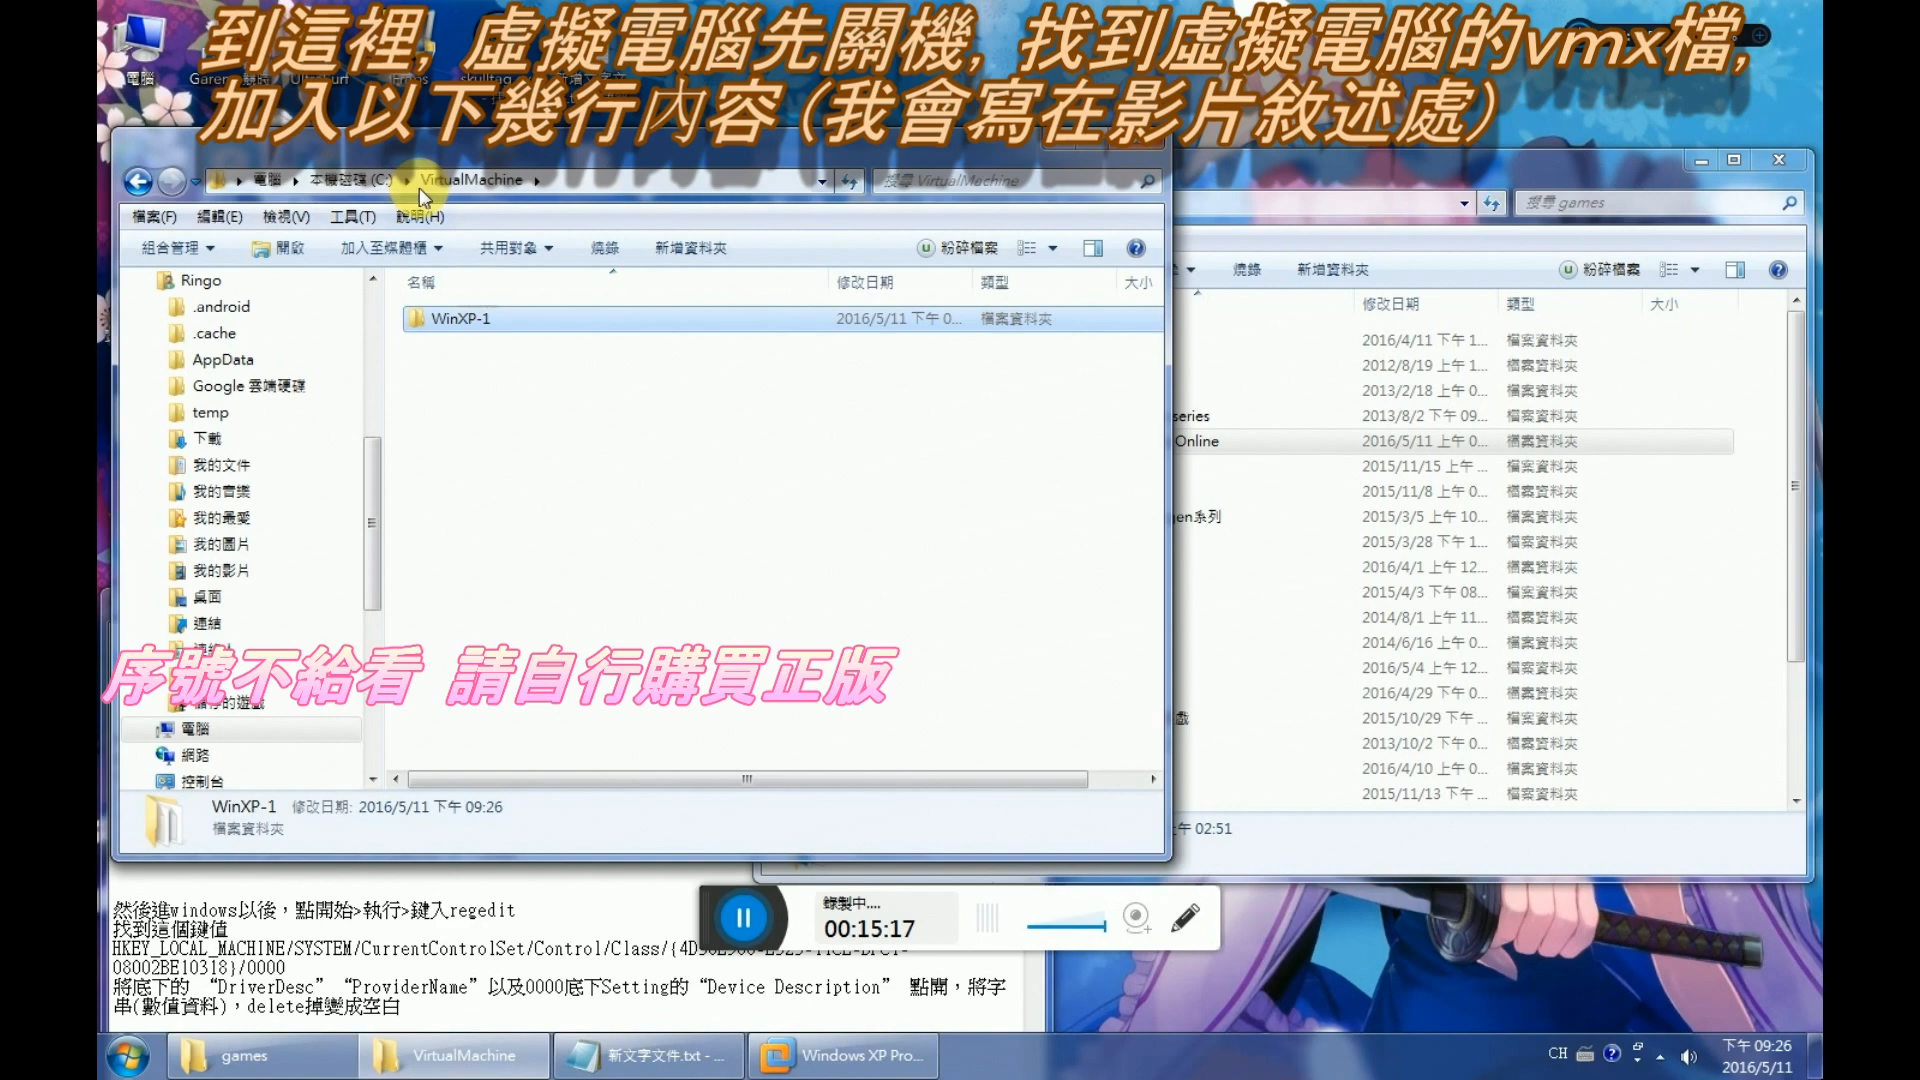 到這裡, 虛擬電腦先關機, 找到虛擬電腦的vmx檔,
加入以下幾行內容 (我會寫在影片敘述處)
電腦
電腦 本機磁碟 (C:) VirtualMachine
搜尋 VirtualMachine
檔案(F) 編輯(E) 檢視(V) 工具(T) 說明(H)
組合管理 開啟 加入至媒體櫃 共用對象 燒錄 新增資料夾 粉碎檔案
Ringo
.android
.cache
AppData
Google 雲端硬碟
temp
下載
我的文件
我的音樂
我的最愛
我的圖片
我的影片
桌面
連結
的遊戲
電腦
網路
控制台
名稱 修改日期 類型 大小
WinXP-1 2016/5/11 下午 0... 檔案資料夾
序號不給看 請自行購買正版
WinXP-1 修改日期: 2016/5/11 下午 09:26
檔案資料夾
搜尋 games
燒錄 新增資料夾 粉碎檔案
修改日期 類型 大小
2016/4/11 下午 1... 檔案資料夾
2012/8/19 上午 1... 檔案資料夾
2013/2/18 上午 0... 檔案資料夾
series 2013/8/2 下午 09... 檔案資料夾
Online 2016/5/11 上午 0... 檔案資料夾
2015/11/15 上午 ... 檔案資料夾
2015/11/8 上午 0... 檔案資料夾
gen系列 2015/3/5 上午 10... 檔案資料夾
2015/3/28 下午 1... 檔案資料夾
2016/4/1 上午 12... 檔案資料夾
2015/4/3 下午 08... 檔案資料夾
2014/8/1 上午 11... 檔案資料夾
2014/6/16 上午 0... 檔案資料夾
2016/5/4 上午 12... 檔案資料夾
2016/4/29 下午 0... 檔案資料夾
戲 2015/10/29 下午 ... 檔案資料夾
2013/10/2 下午 0... 檔案資料夾
2016/4/10 上午 0... 檔案資料夾
2015/11/13 下午 ... 檔案資料夾
上午 02:51
錄製中....
00:15:17
然後進windows以後，點開始>執行>鍵入regedit
找到這個鍵值
HKEY_LOCAL_MACHINE/SYSTEM/CurrentControlSet/Control/Class/
08002BE10318}/0000
將底下的 “DriverDesc” “ProviderName”以及0000底下Setting的“Device Description” 點開，將字
串(數值資料)，delete掉變成空白
games VirtualMachine 新文字文件.txt - ... Windows XP Pro...
CH
下午 09:26
2016/5/11